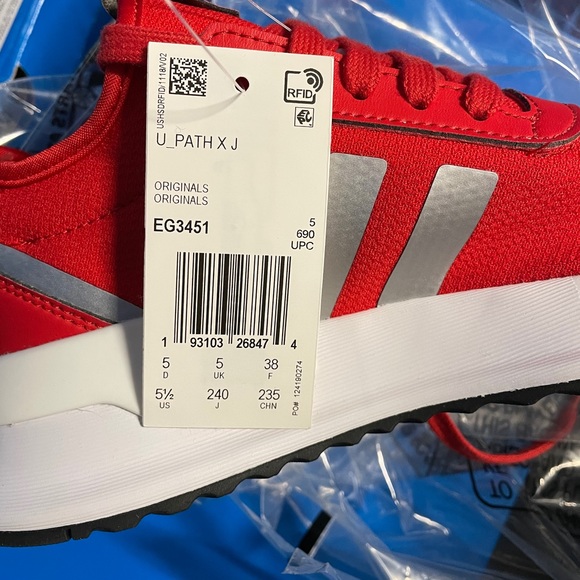 USHSDRFID/1118/V02
RFID
U_PATH X J
ORIGINALS
ORIGINALS
EG3451
5
690
UPC
1 93103 26847 4
5 5 38
D UK F
5½ 240 235
US J CHN
PO# 124190274